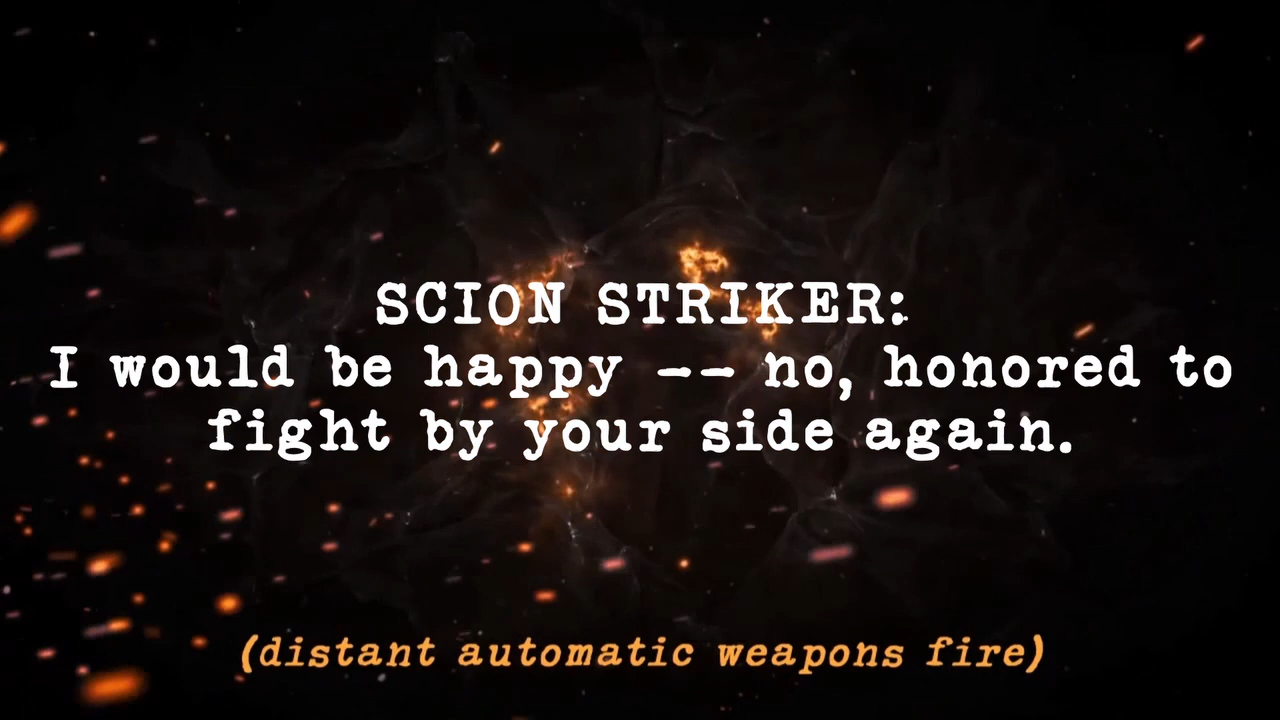 SCION STRIKER:
I would be happy -- no, honored to
fight by your side again.
(distant automatic weapons fire)